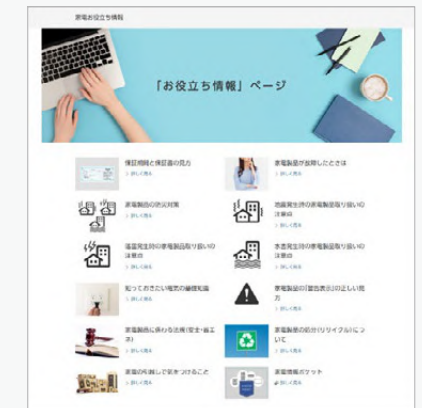 家電お役立ち情報
「お役立ち情報」ページ
保証期間と保証書の見方
> 詳しく見る
家電製品が故障したときは
> 詳しく見る
家電製品の防災対策
> 詳しく見る
地震発生時の家電製品取り扱いの
注意点
> 詳しく見る
落雷発生時の家電製品取り扱いの
注意点
> 詳しく見る
水害発生時の家電製品取り扱いの
注意点
> 詳しく見る
知っておきたい電気の基礎知識
> 詳しく見る
家電製品の「警告表示」の正しい見
方
> 詳しく見る
家電製品に係わる法規(安全・省エ
ネ)
> 詳しく見る
家電製品の処分(リサイクル)につ
いて
> 詳しく見る
家電の引越しで気をつけること
> 詳しく見る
家電情報ポケット
詳しく見る